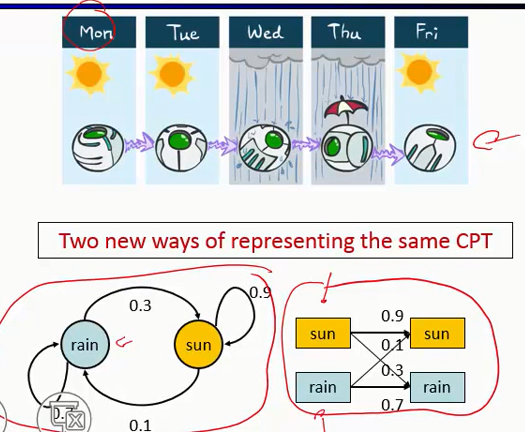 Mon Tue Wed Thu Fri
Two new ways of representing the same CPT
0.3
0.9
rain
sun
0.1
0.9
sun
sun
0.1
0.3
rain
rain
0.7